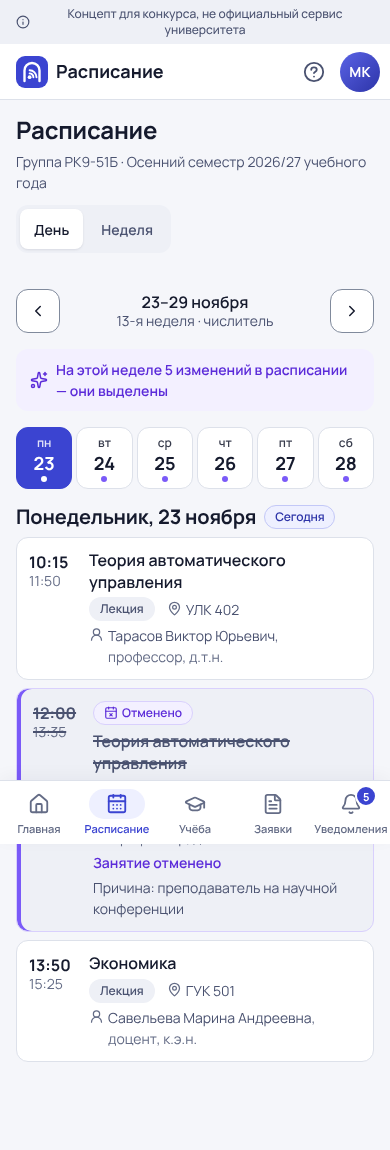 Концепт для конкурса, не официальный сервис
университета
Расписание
МК
Расписание
Группа РК9-51Б · Осенний семестр 2026/27 учебного
года
День
Неделя
23–29 ноября
13-я неделя · числитель
На этой неделе 5 изменений в расписании
— они выделены
пн
23
вт
24
ср
25
чт
26
пт
27
сб
28
Понедельник, 23 ноября
Сегодня
10:15
11:50
Теория автоматического
управления
Лекция
УЛК 402
Тарасов Виктор Юрьевич,
профессор, д.т.н.
12:00
13:35
Отменено
Теория автоматического
управления
Главная
Расписание
Учёба
Заявки
5
Уведомления
Занятие отменено
Причина: преподаватель на научной
конференции
13:50
15:25
Экономика
Лекция
ГУК 501
Савельева Марина Андреевна,
доцент, к.э.н.